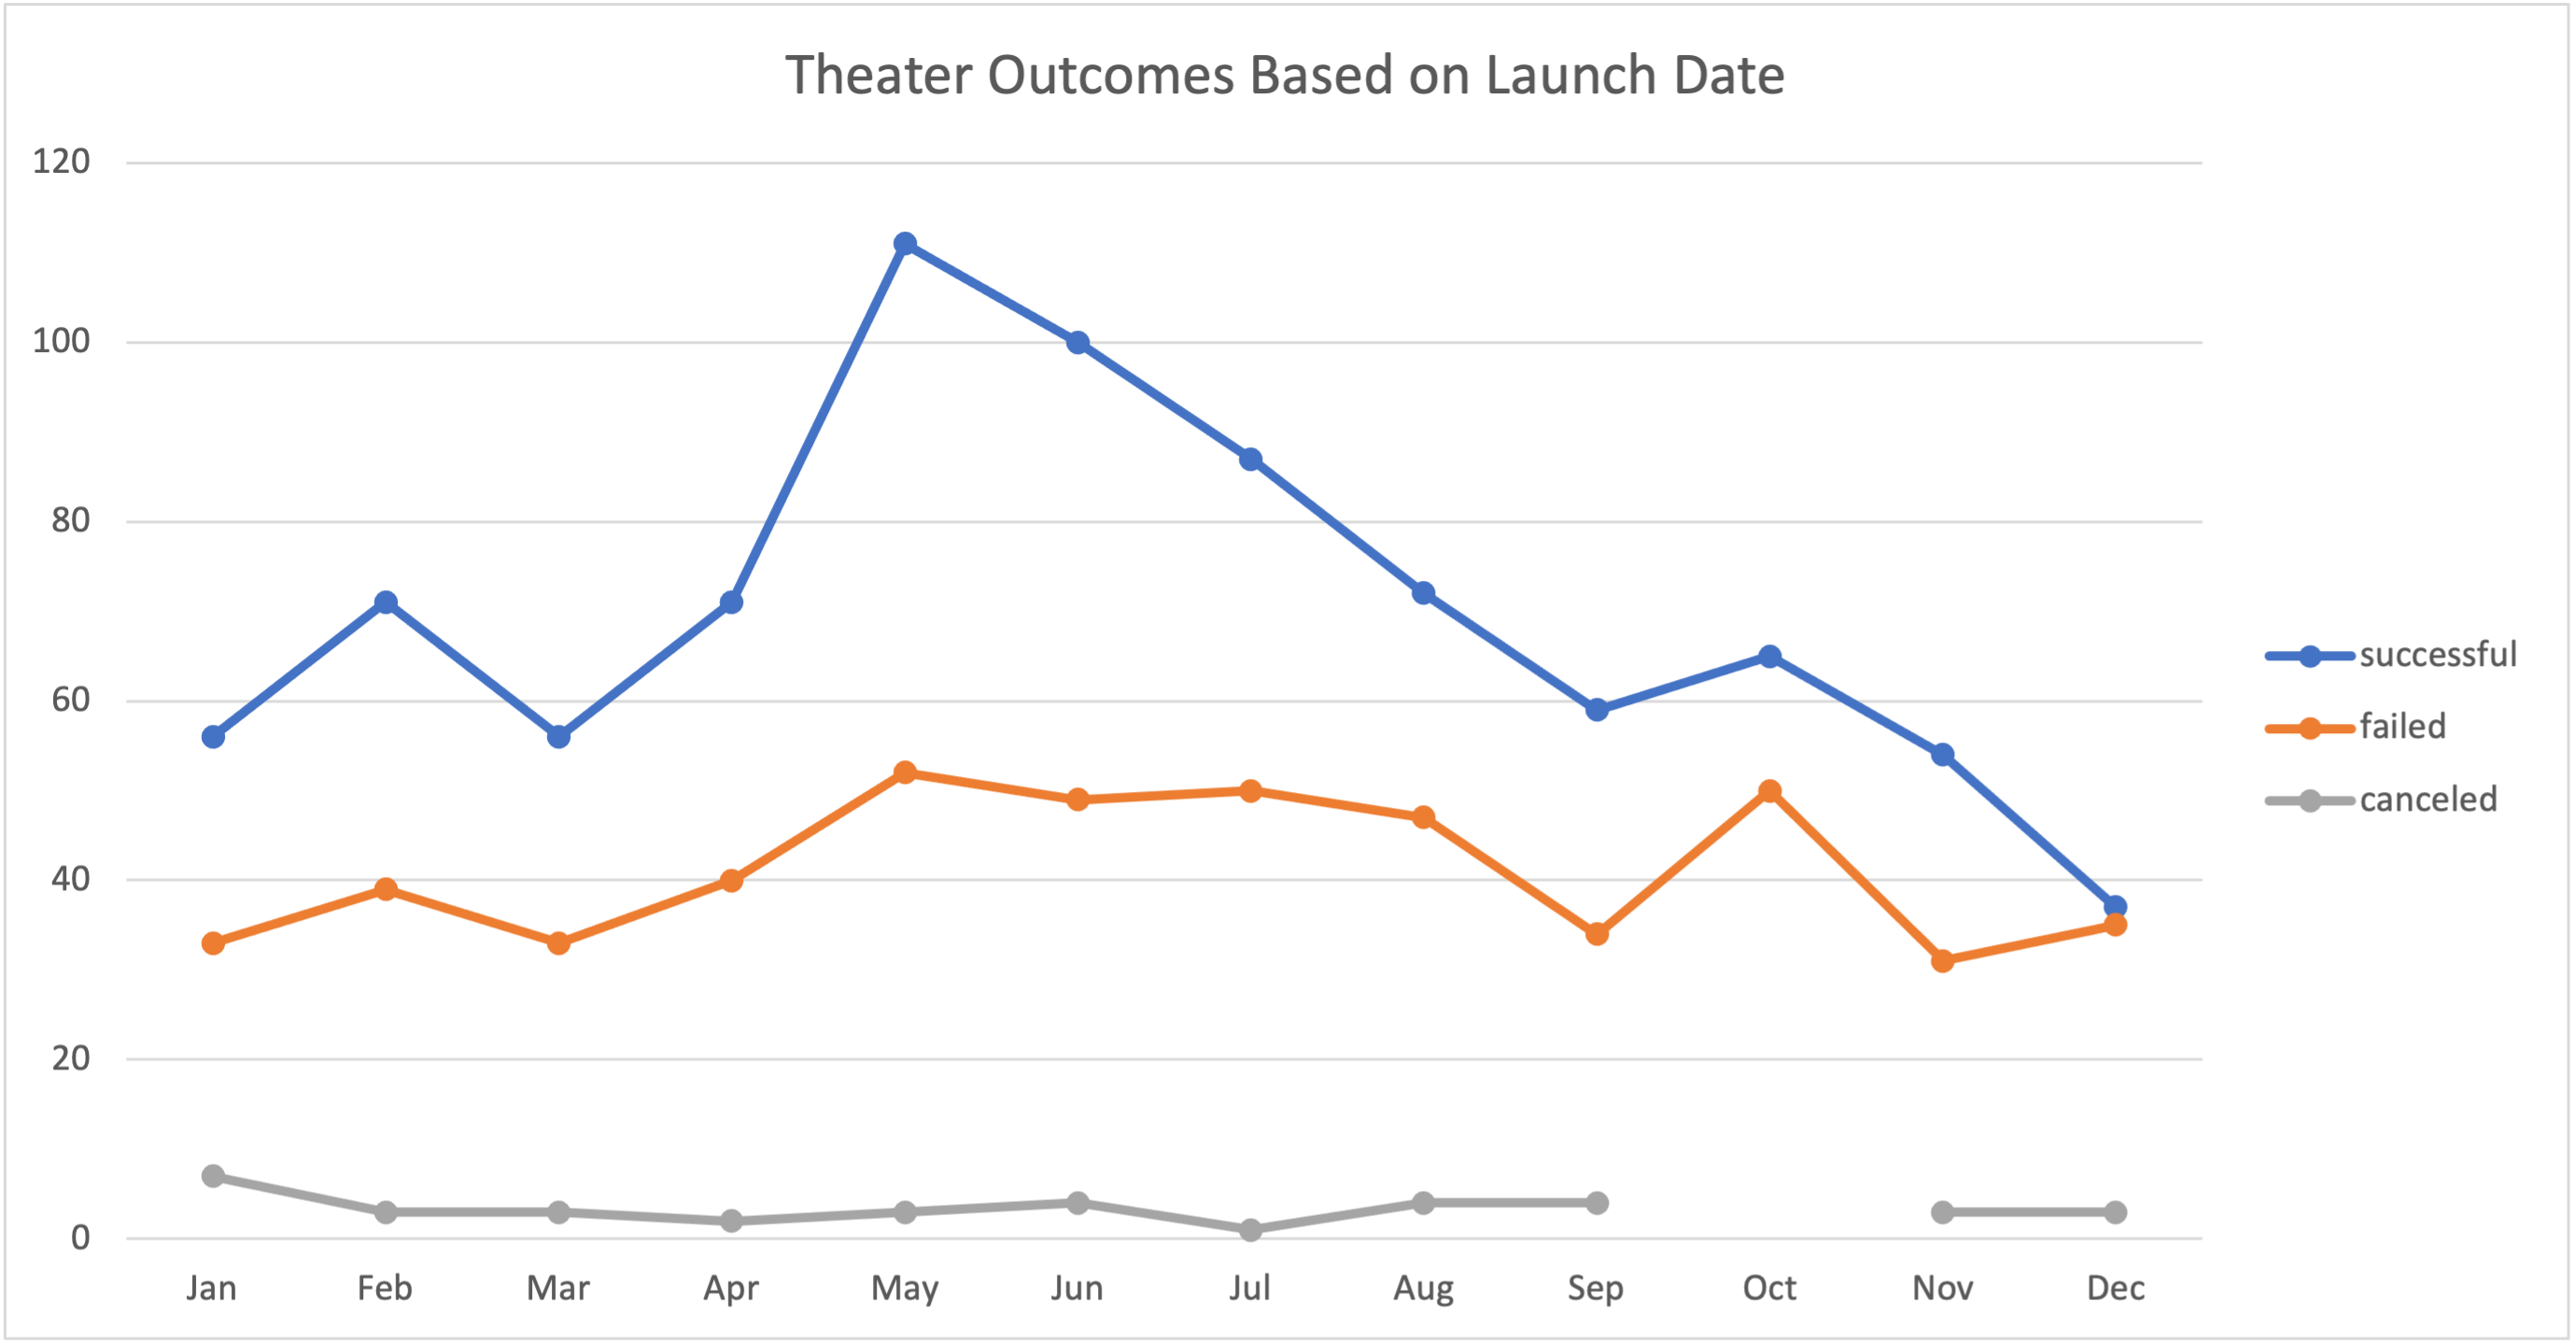 Theater Outcomes Based on Launch Date
120
100
80
60
40
20
0
Jan Feb Mar Apr May Jun Jul Aug Sep Oct Nov Dec
successful
failed
canceled